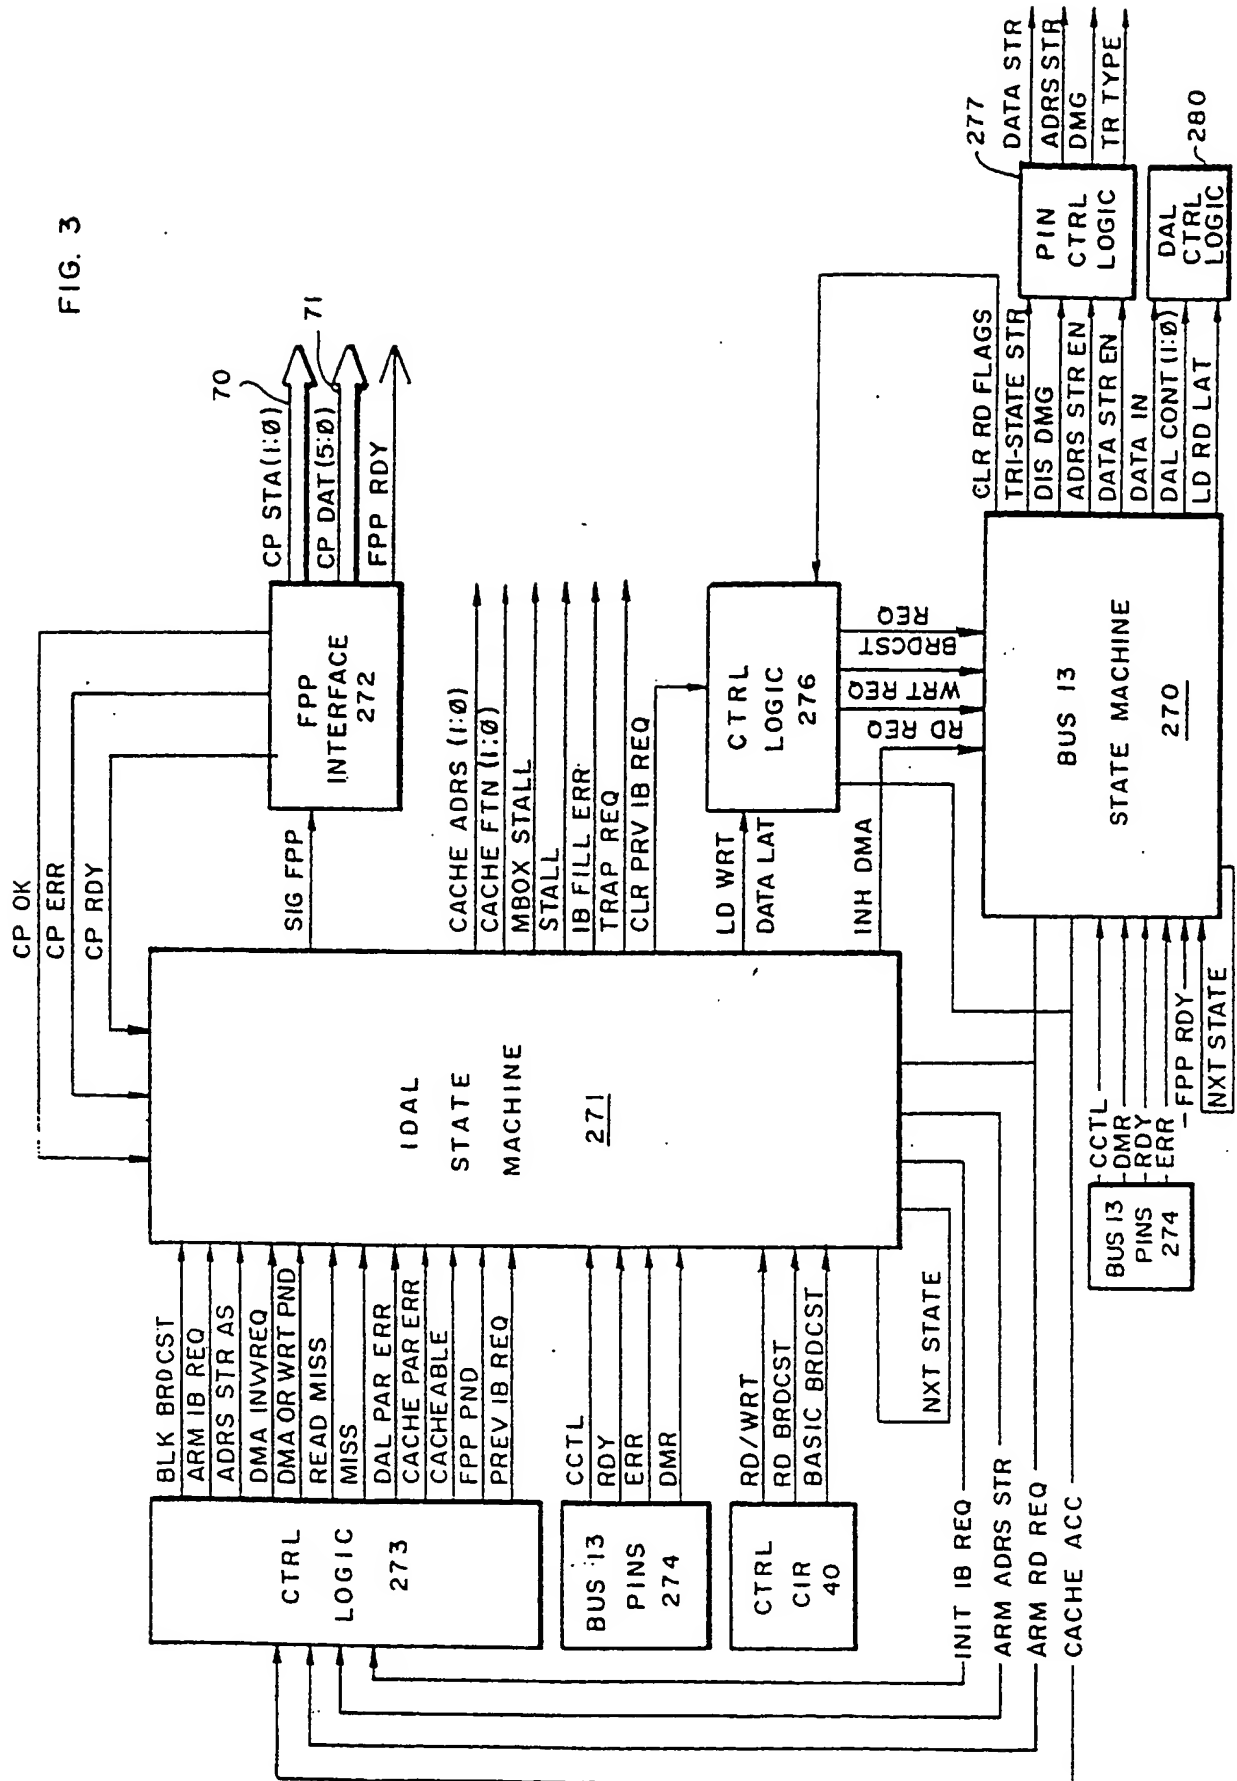 FIG. 3
CP OK
CP ERR
CP RDY
FPP
INTERFACE
272
CP STA (1:Ø)
70
CP DAT (5:Ø)
71
FPP RDY
SIG FPP
CTRL
LOGIC
273
BLK BRDCST
ARM IB REQ
ADRS STR AS
DMA INVREQ
DMA OR WRT PND
READ MISS
MISS
DAL PAR ERR
CACHE PAR ERR
CACHEABLE
FPP PND
PREV IB REQ
BUS 13
PINS
274
CCTL
RDY
ERR
DMR
CTRL
CIR
40
RD/WRT
RD BRDCST
BASIC BRDCST
IDAL
STATE
MACHINE
271
NXT STATE
CACHE ADRS (1:Ø)
CACHE FTN (1:Ø)
MBOX STALL
STALL
IB FILL ERR
TRAP REQ
CLR PRV IB REQ
LD WRT
DATA LAT
INH DMA
CTRL
LOGIC
276
REQ
BRDCST
WRT REQ
RD REQ
INIT IB REQ
ARM ADRS STR
ARM RD REQ
CACHE ACC
BUS 13
PINS
274
CCTL
DMR
RDY
ERR
FPP RDY
NXT STATE
BUS 13
STATE MACHINE
270
CLR RD FLAGS
TRI-STATE STR
DIS DMG
ADRS STR EN
DATA STR EN
DATA IN
DAL CONT (1:Ø)
LD RD LAT
PIN
CTRL
LOGIC
277
DATA STR
ADRS STR
DMG
TR TYPE
DAL
CTRL
LOGIC
280